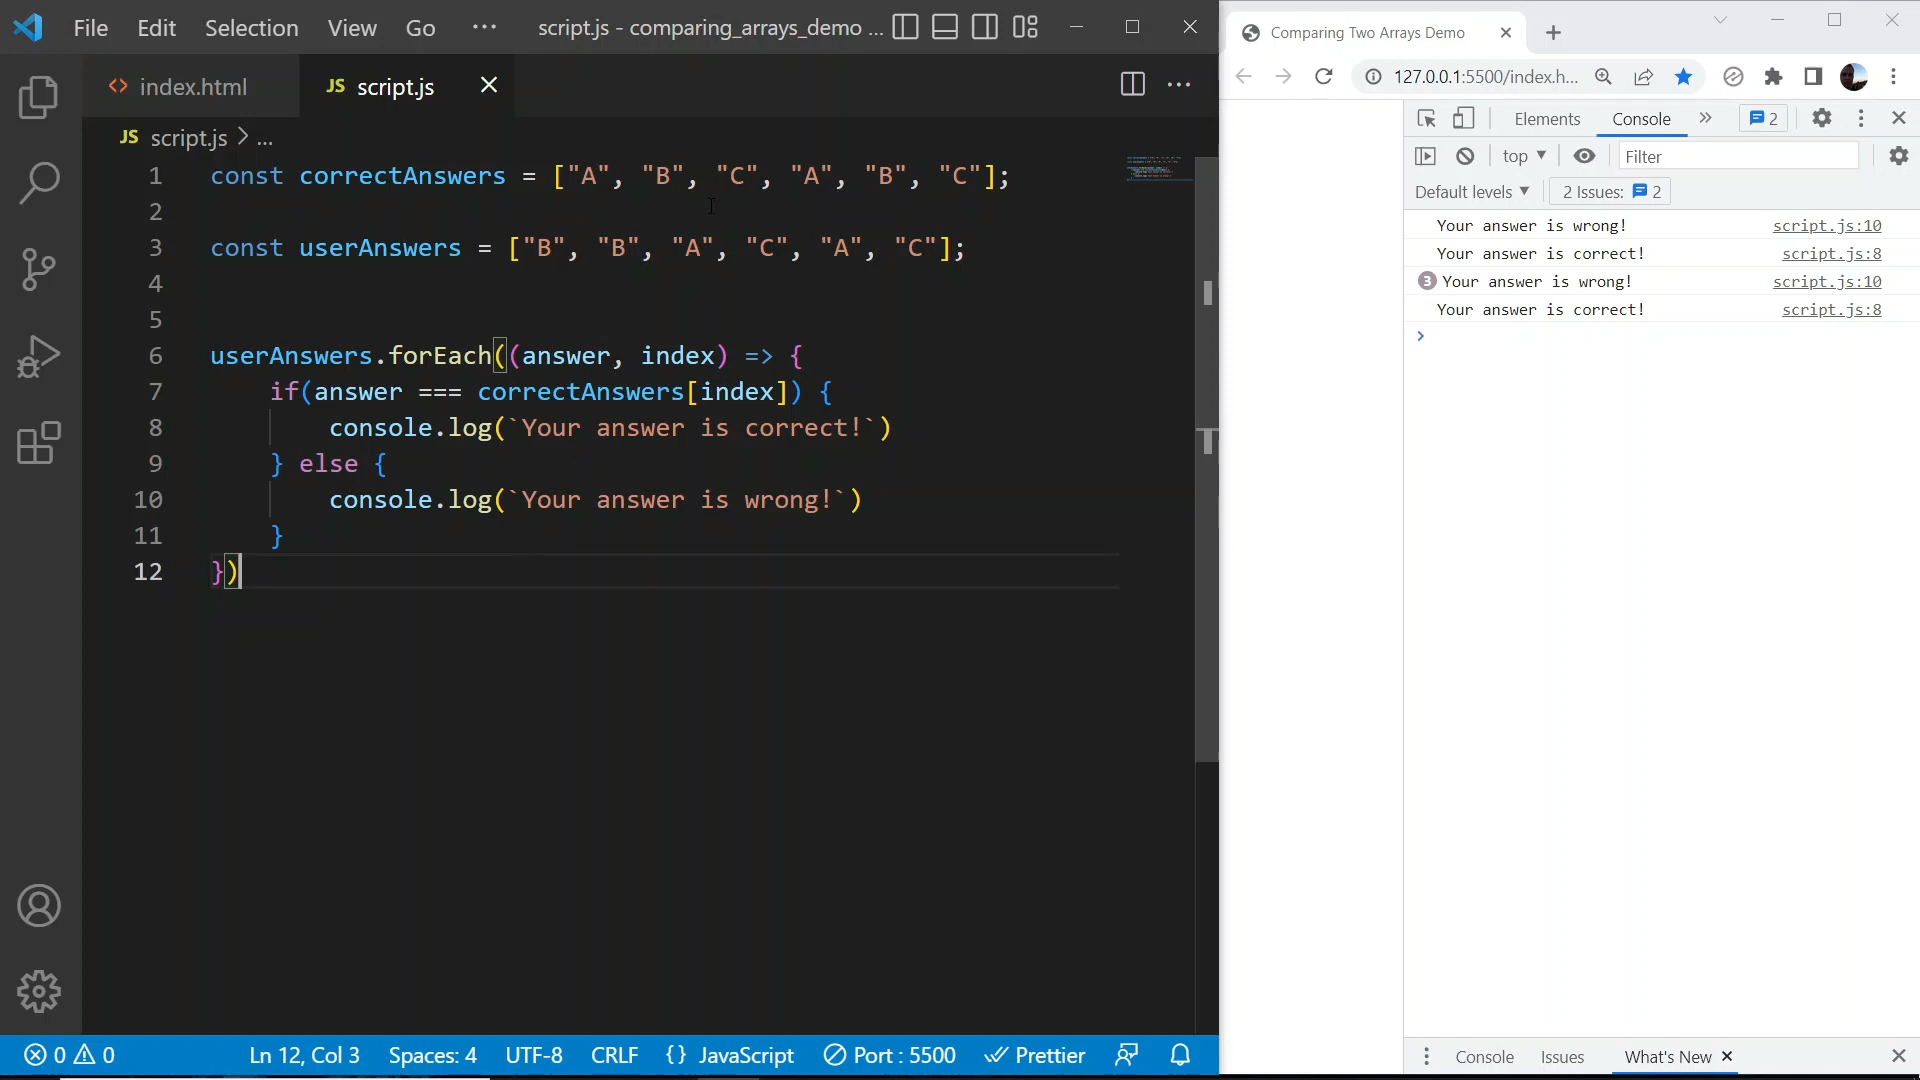 File Edit Selection View Go ··· script.js - comparing_arrays_demo ...
index.html JS script.js
JS script.js > ...
1 const correctAnswers = ["A", "B", "C", "A", "B", "C"];
2
3 const userAnswers = ["B", "B", "A", "C", "A", "C"];
4
5
6 userAnswers.forEach((answer, index) => {
7 if(answer === correctAnswers[index]) {
8 console.log(`Your answer is correct!`)
9 } else {
10 console.log(`Your answer is wrong!`)
11 }
12 })
0 0 Ln 12, Col 3 Spaces: 4 UTF-8 CRLF {} JavaScript Port : 5500 Prettier
Comparing Two Arrays Demo
127.0.0.1:5500/index.h...
Elements Console » 2
top Filter
Default levels 2 Issues: 2
Your answer is wrong! script.js:10
Your answer is correct! script.js:8
3 Your answer is wrong! script.js:10
Your answer is correct! script.js:8
>
Console Issues What's New